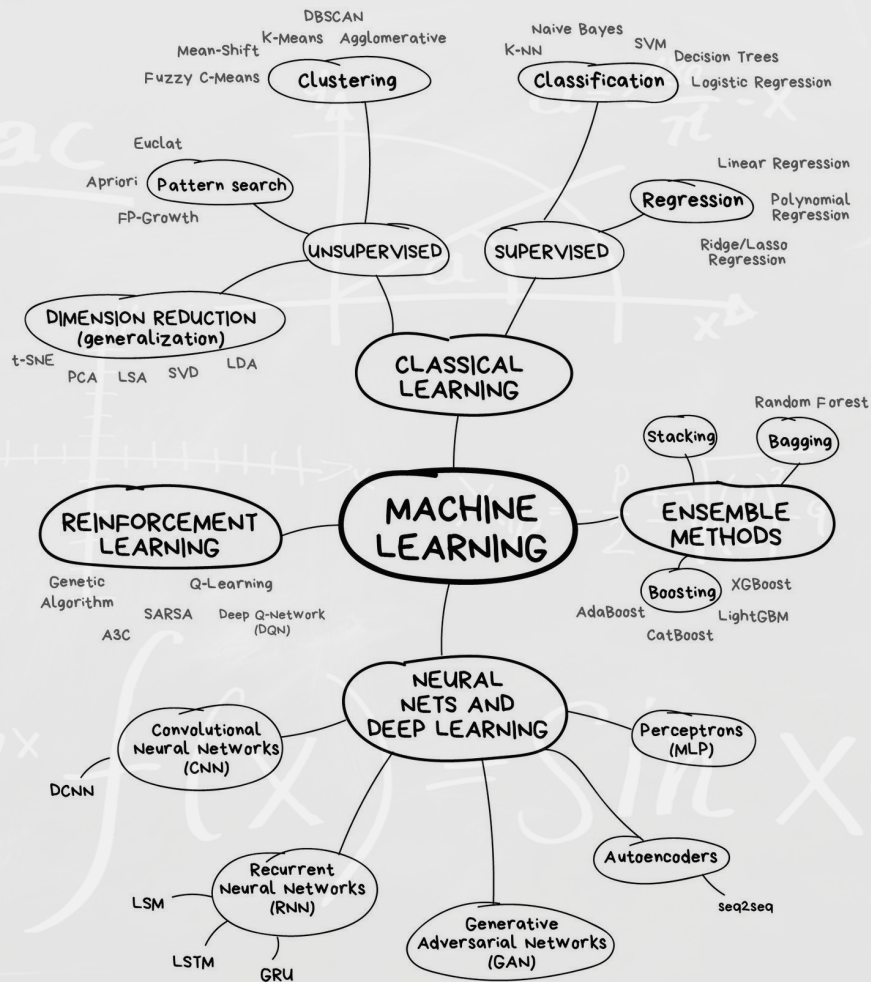 DBSCAN
K-Means
Agglomerative
Mean-Shift
Fuzzy C-Means
Clustering
Naive Bayes
K-NN
SVM
Decision Trees
Classification
Logistic Regression
Euclat
Apriori
Pattern search
FP-Growth
Linear Regression
Regression
Polynomial
Regression
Ridge/Lasso
Regression
UNSUPERVISED
SUPERVISED
DIMENSION REDUCTION
(generalization)
t-SNE
PCA
LSA
SVD
LDA
CLASSICAL
LEARNING
Random Forest
Stacking
Bagging
MACHINE
LEARNING
REINFORCEMENT
LEARNING
ENSEMBLE
METHODS
Genetic
Algorithm
Q-Learning
SARSA
Deep Q-Network
(DQN)
A3C
Boosting
XGBoost
AdaBoost
LightGBM
CatBoost
NEURAL
NETS AND
DEEP LEARNING
Convolutional
Neural Networks
(CNN)
DCNN
Perceptrons
(MLP)
Recurrent
Neural Networks
(RNN)
LSM
LSTM
GRU
Generative
Adversarial Networks
(GAN)
Autoencoders
seq2seq
ac
x
f(x) = sin x